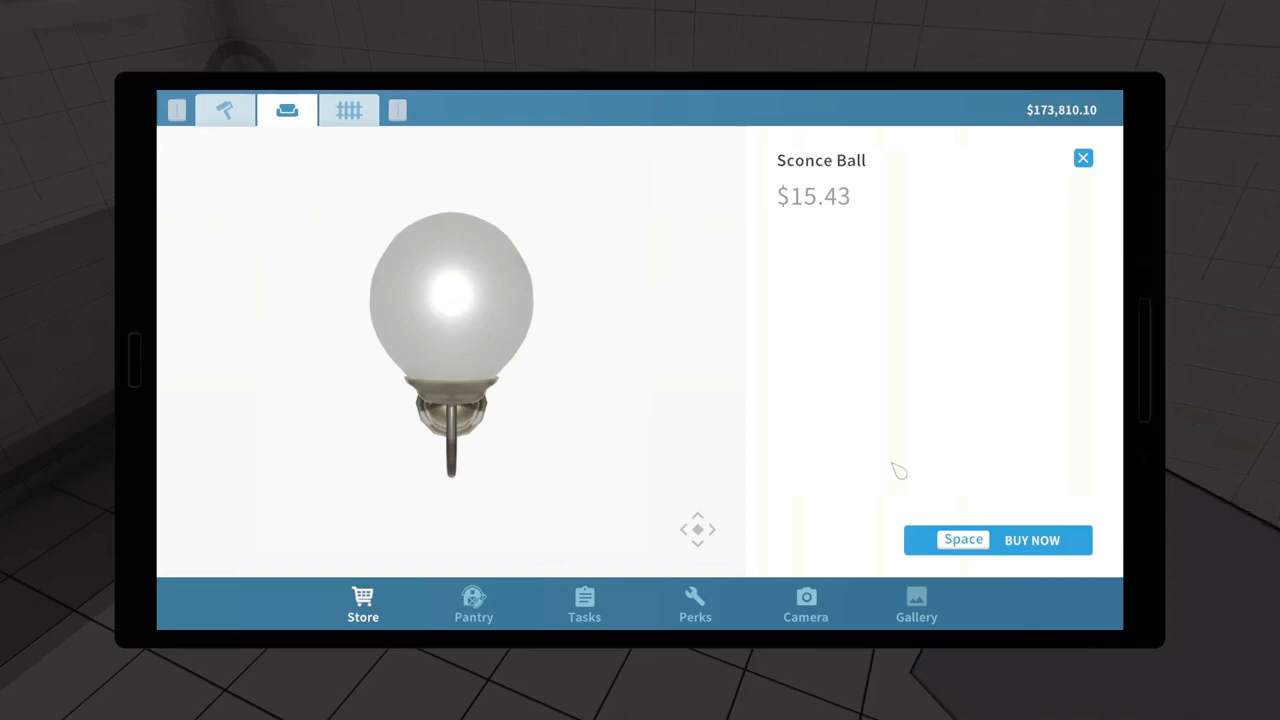 $173,810.10
Sconce Ball
$15.43
Space BUY NOW
Store Pantry Tasks Perks Camera Gallery